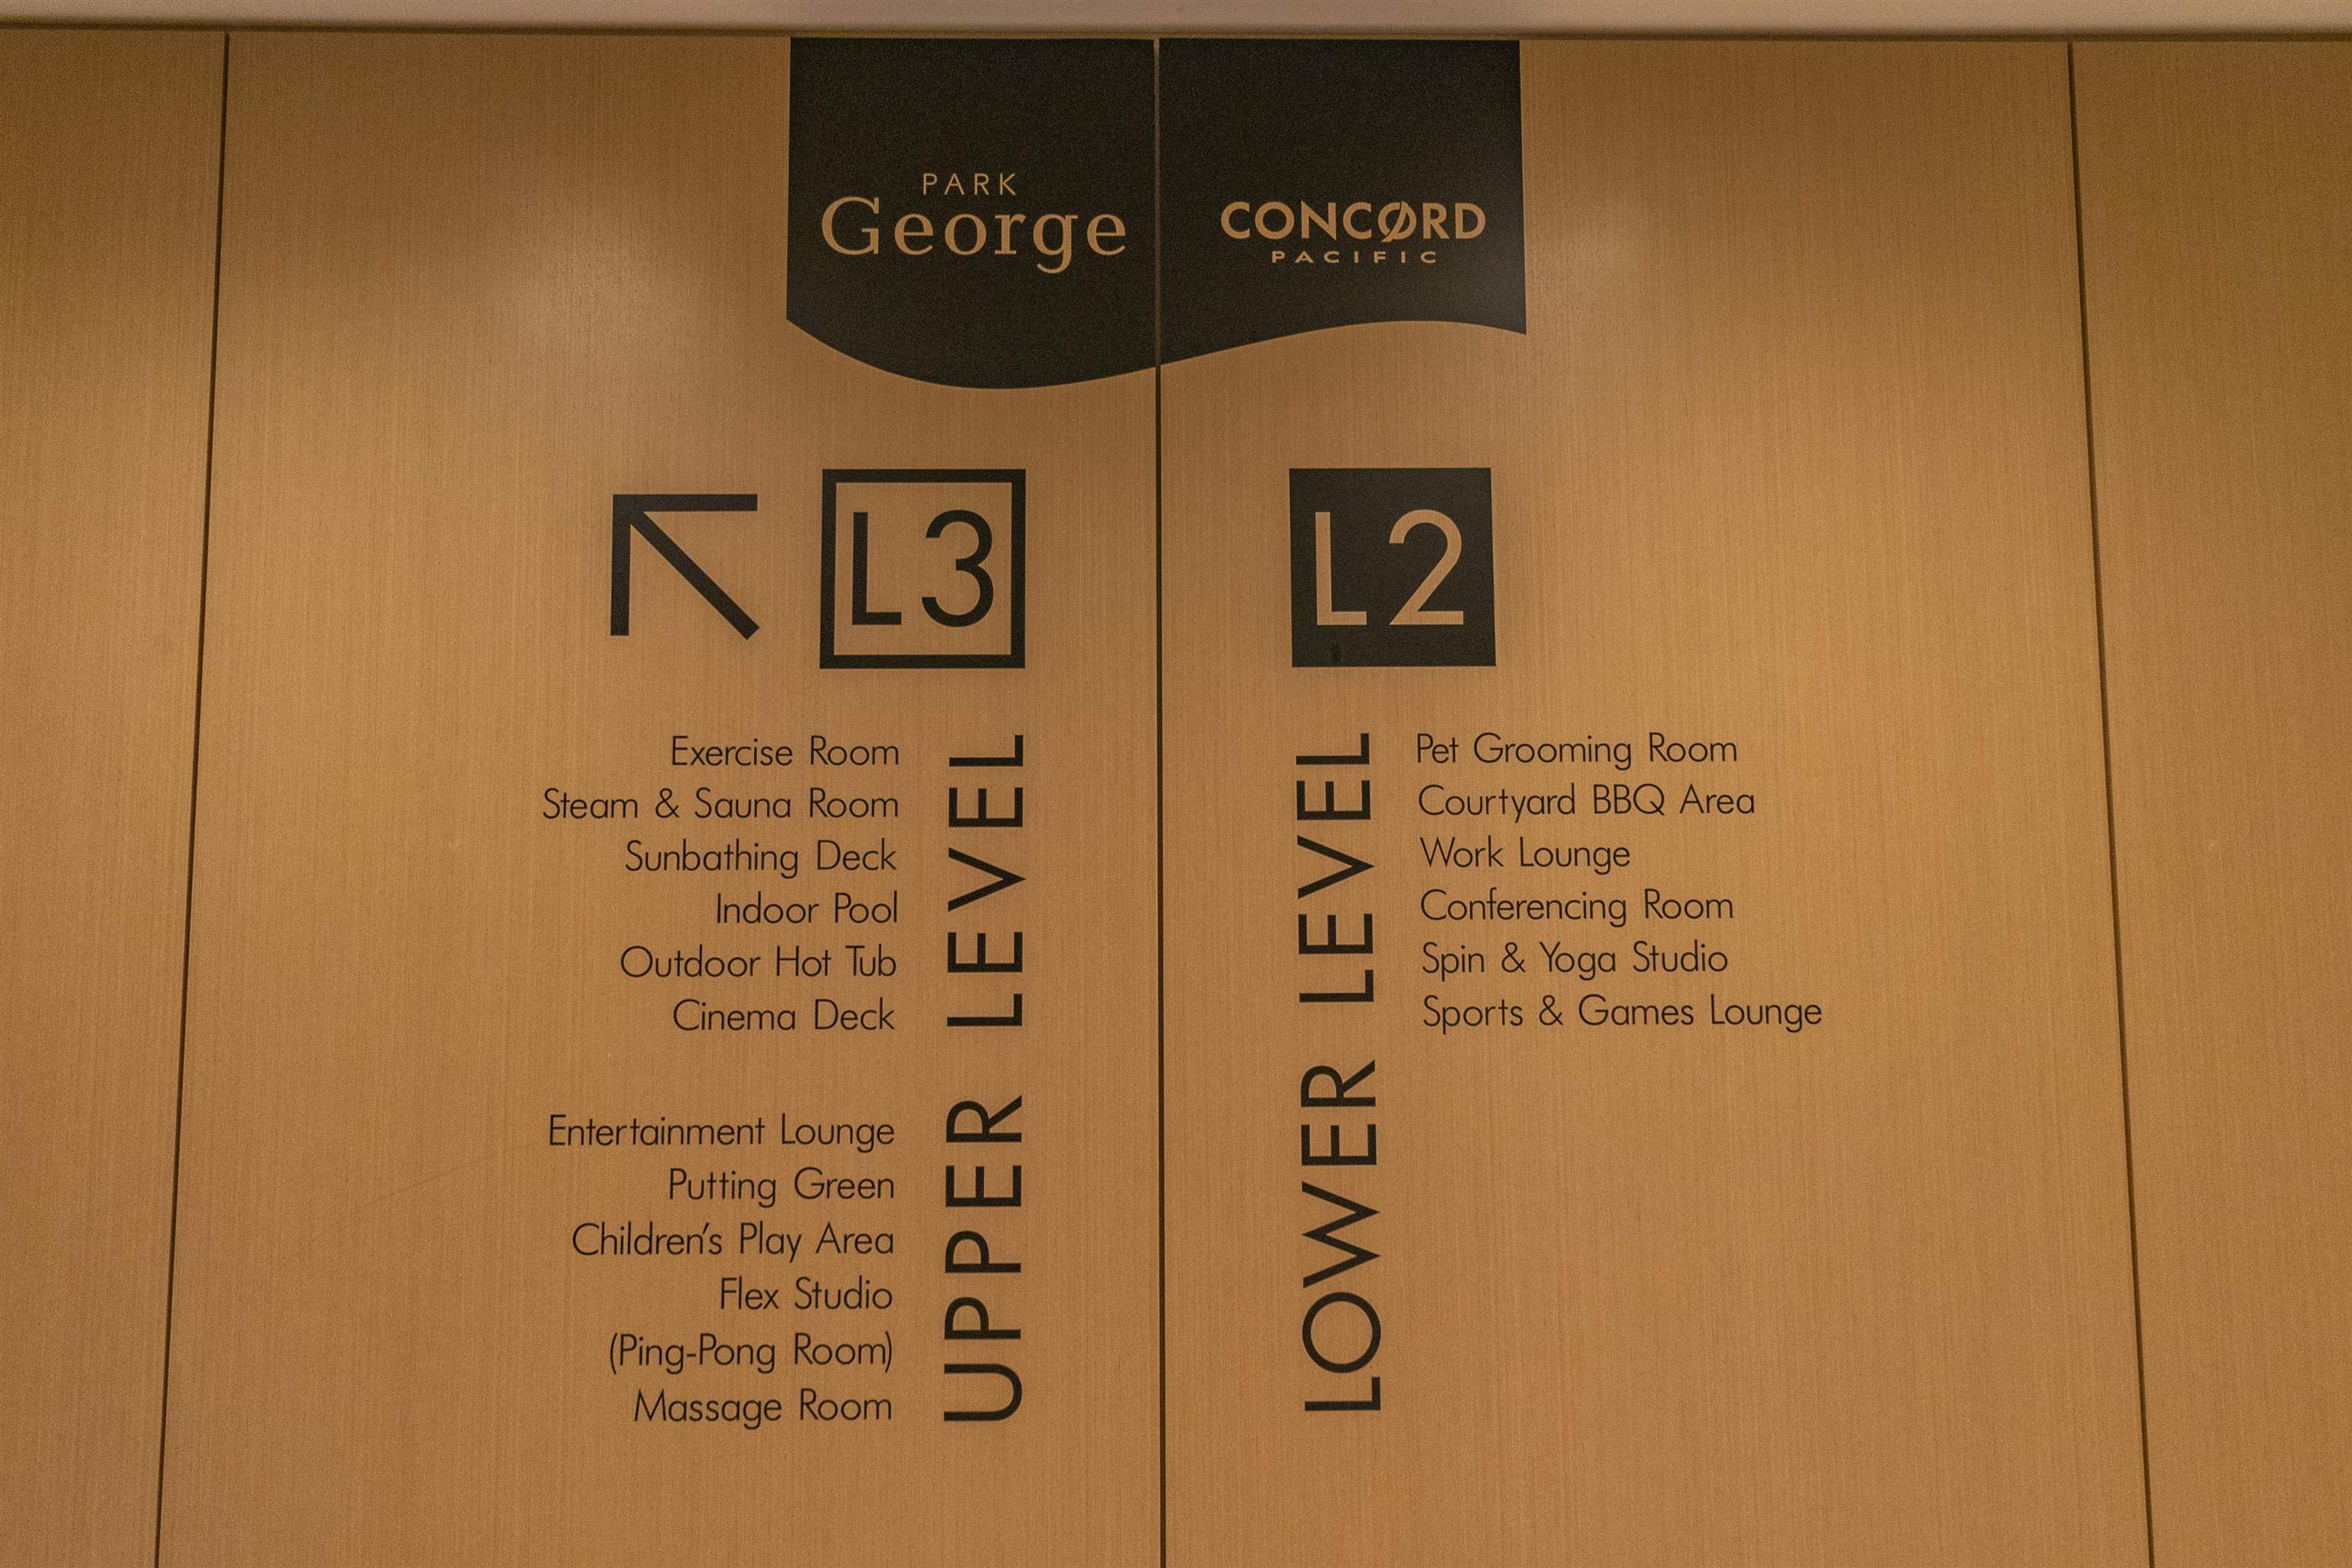 PARK
George
CONCORD
PACIFIC
L3
UPPER LEVEL
Exercise Room
Steam & Sauna Room
Sunbathing Deck
Indoor Pool
Outdoor Hot Tub
Cinema Deck
Entertainment Lounge
Putting Green
Children's Play Area
Flex Studio
(Ping-Pong Room)
Massage Room
L2
LOWER LEVEL
Pet Grooming Room
Courtyard BBQ Area
Work Lounge
Conferencing Room
Spin & Yoga Studio
Sports & Games Lounge